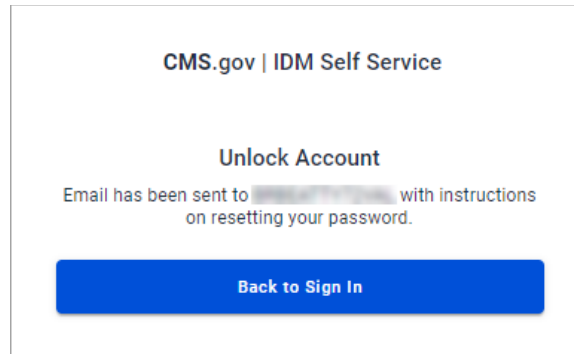 CMS.gov | IDM Self Service
Unlock Account
Email has been sent to with instructions
on resetting your password.
Back to Sign In